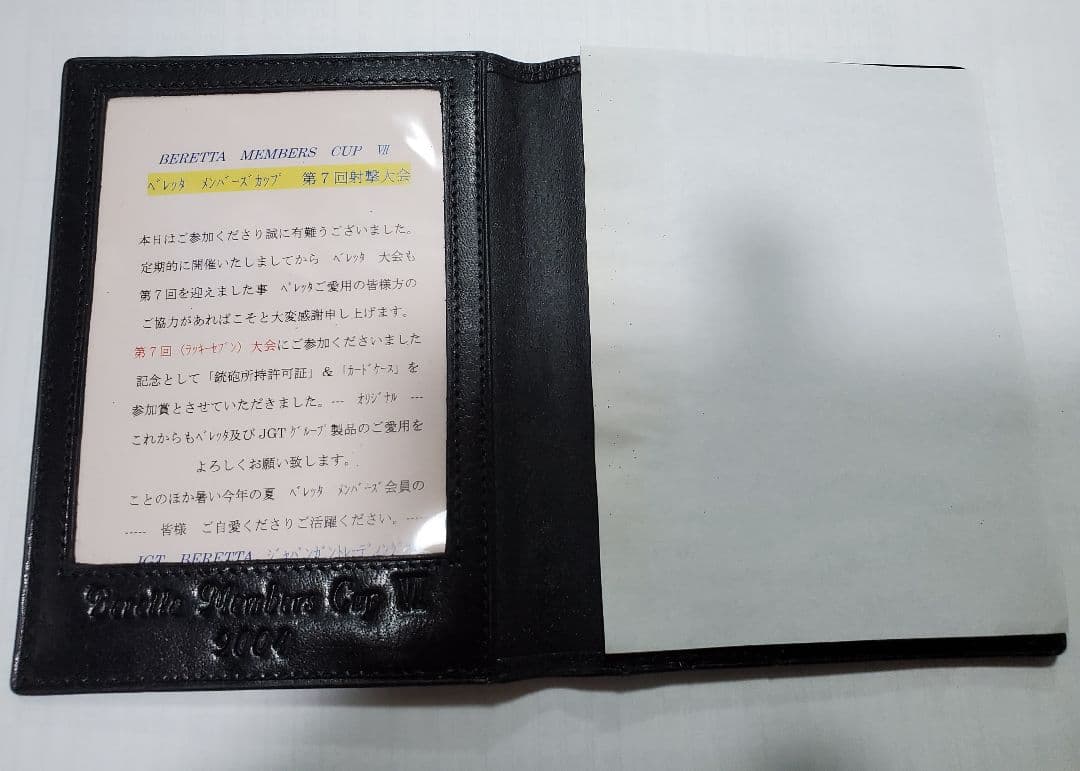 BERETTA MEMBERS CUP Ⅶ
ﾍﾞﾚｯﾀ ﾒﾝﾊﾞｰｽﾞｶｯﾌﾟ 第7回射撃大会
本日はご参加くださり誠に有難うございました。
定期的に開催いたしましてから ﾍﾞﾚｯﾀ 大会も
第7回を迎えました事 ﾍﾞﾚｯﾀご愛用の皆様方の
ご協力があればこそと大変感謝申し上げます。
第7回（ﾗｯｷｰｾﾌﾞﾝ）大会にご参加くださいました
記念として「銃砲所持許可証」＆「ｶｰﾄﾞｹｰｽ」を
参加賞とさせていただきました。--- ｵﾘｼﾞﾅﾙ ---
これからもﾍﾞﾚｯﾀ及びJGTｸﾞﾙｰﾌﾟ製品のご愛用を
よろしくお願い致します。
ことのほか暑い今年の夏 ﾍﾞﾚｯﾀ ﾒﾝﾊﾞｰｽﾞ会員の
----- 皆様 ご自愛くださりご活躍ください。-----
JGT BERETTA
Members Cup Ⅶ